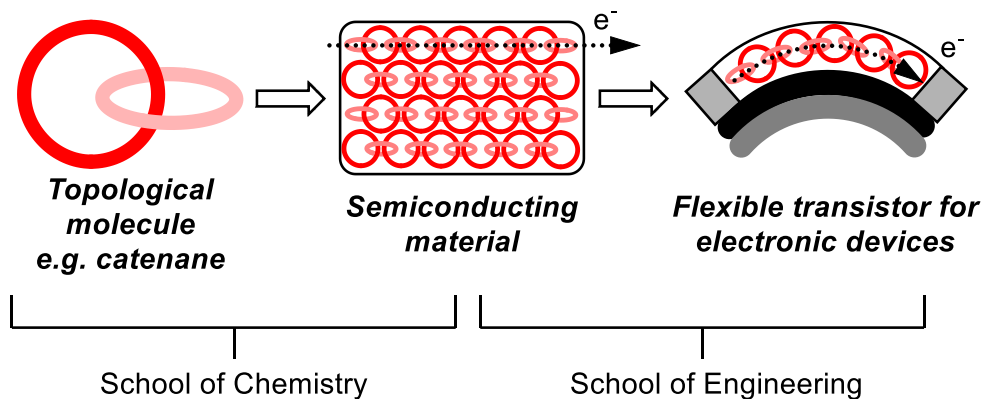 e-
e-
Topological
molecule
e.g. catenane
Semiconducting
material
Flexible transistor for
electronic devices
School of Chemistry
School of Engineering